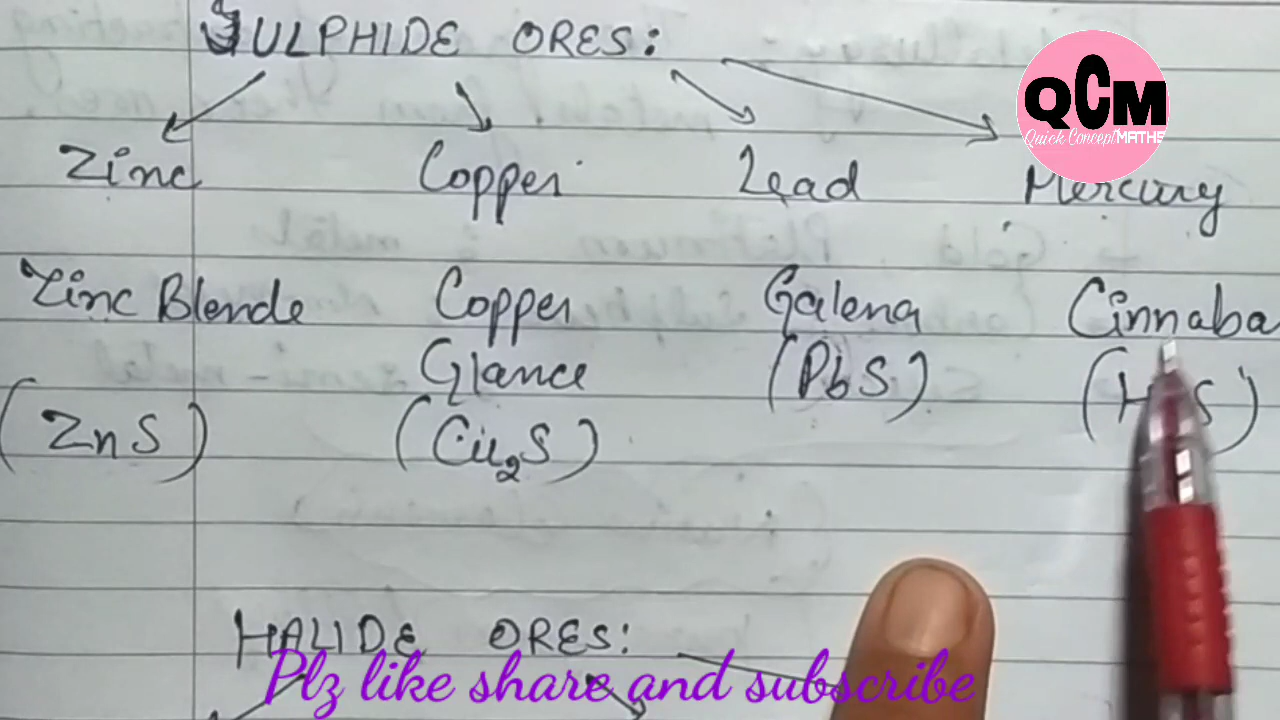 SULPHIDE ORES:
QCM
Quick Concept MATHS
Zinc Copper Lead Mercury
Zinc Blende Copper Galena Cinnaba
Glance (PbS)
(ZnS) (Cu₂S)
HALIDE ORES:
Plz like share and subscribe